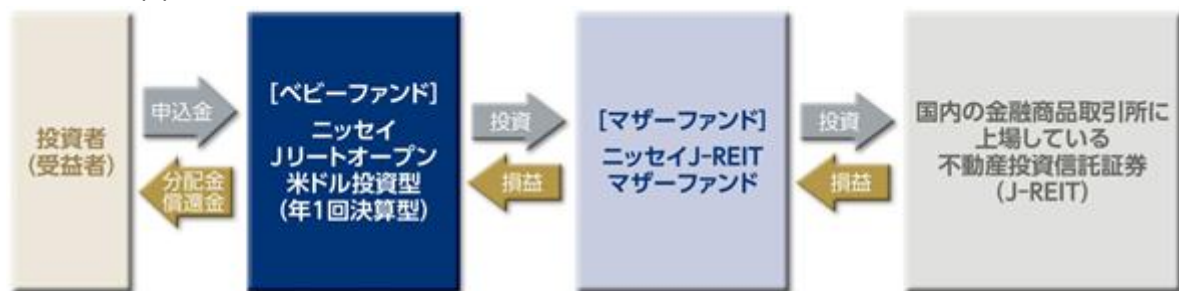 投資者
(受益者)
申込金
分配金
償還金
[ベビーファンド]
ニッセイ
Jリートオープン
米ドル投資型
(年1回決算型)
投資
損益
[マザーファンド]
ニッセイJ-REIT
マザーファンド
投資
損益
国内の金融商品取引所に
上場している
不動産投資信託証券
(J-REIT)